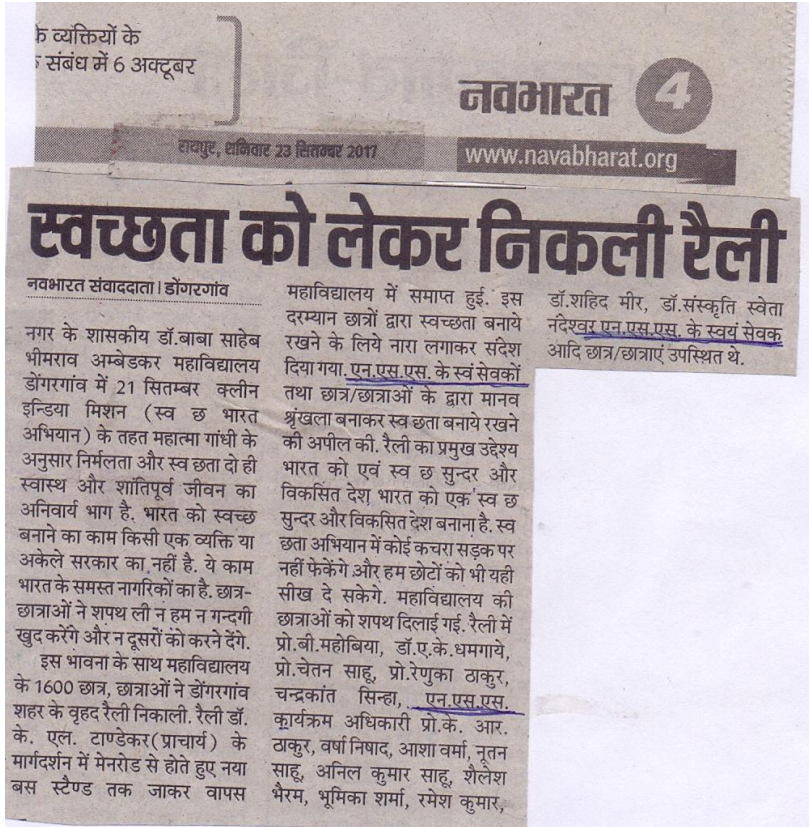 के व्यक्तियों के
संबंध में 6 अक्टूबर
नवभारत 4
रायपुर, शनिवार 23 सितम्बर 2017
www.navabharat.org
स्वच्छता को लेकर निकली रैली
नवभारत संवाददाता। डोंगरगांव
नगर के शासकीय डॉ.बाबा साहेब
भीमराव अम्बेडकर महाविद्यालय
डोंगरगांव में 21 सितम्बर क्लीन
इन्डिया मिशन (स्व छ भारत
अभियान) के तहत महात्मा गांधी के
अनुसार निर्मलता और स्व छता दो ही
स्वास्थ और शांतिपूर्व जीवन का
अनिवार्य भाग है. भारत को स्वच्छ
बनाने का काम किसी एक व्यक्ति या
अकेले सरकार का नहीं है. ये काम
भारत के समस्त नागरिकों का है. छात्र-
छात्राओं ने शपथ ली न हम न गन्दगी
खुद करेंगे और न दूसरों को करने देंगे.
इस भावना के साथ महाविद्यालय
के 1600 छात्र, छात्राओं ने डोंगरगांव
शहर के वृहद रैली निकाली. रैली डॉ.
के. एल. टाण्डेकर(प्राचार्य) के
मार्गदर्शन में मेनरोड से होते हुए नया
बस स्टैण्ड तक जाकर वापस
महाविद्यालय में समाप्त हुई. इस
दरम्यान छात्रों द्वारा स्वच्छता बनाये
रखने के लिये नारा लगाकर संदेश
दिया गया. एन.एस.एस. के स्वं सेवकों
तथा छात्र/छात्राओं के द्वारा मानव
श्रृंखला बनाकर स्व छता बनाये रखने
की अपील की. रैली का प्रमुख उद्देश्य
भारत को एवं स्व छ सुन्दर और
विकसित देश भारत को एक स्व छ
सुन्दर और विकसित देश बनाना है. स्व
छता अभियान में कोई कचरा सड़क पर
नहीं फेकेंगे और हम छोटों को भी यही
सीख दे सकेंगे. महाविद्यालय की
छात्राओं को शपथ दिलाई गई. रैली में
प्रो.बी.महोबिया, डॉ.ए.के.धमगाये,
प्रो.चेतन साहू, प्रो.रेणुका ठाकुर,
चन्द्रकांत सिन्हा, एन.एस.एस.
कार्यक्रम अधिकारी प्रो.के. आर.
ठाकुर, वर्षा निषाद, आशा वर्मा, नूतन
साहू, अनिल कुमार साहू, शैलेश
भैरम, भूमिका शर्मा, रमेश कुमार,
डॉ.शहिद मीर, डॉ.संस्कृति स्वेता
नंदेश्वर एन.एस.एस. के स्वयं सेवक
आदि छात्र/छात्राएं उपस्थित थे.